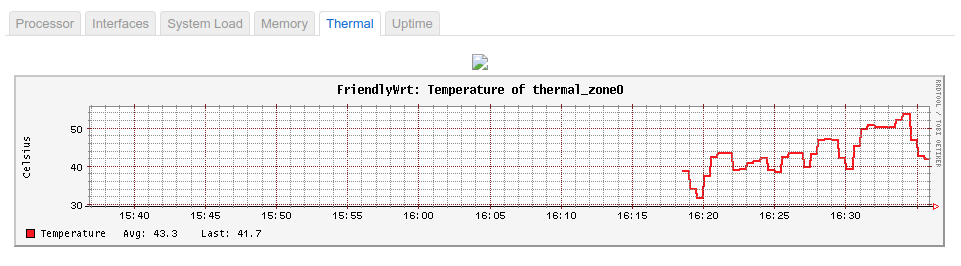 Processor Interfaces System Load Memory Thermal Uptime
FriendlyWrt: Temperature of thermal_zone0
RRDTOOL / TOBI OETIKER
Celsius
50
40
30
15:40 15:45 15:50 15:55 16:00 16:05 16:10 16:15 16:20 16:25 16:30
Temperature Avg: 43.3 Last: 41.7